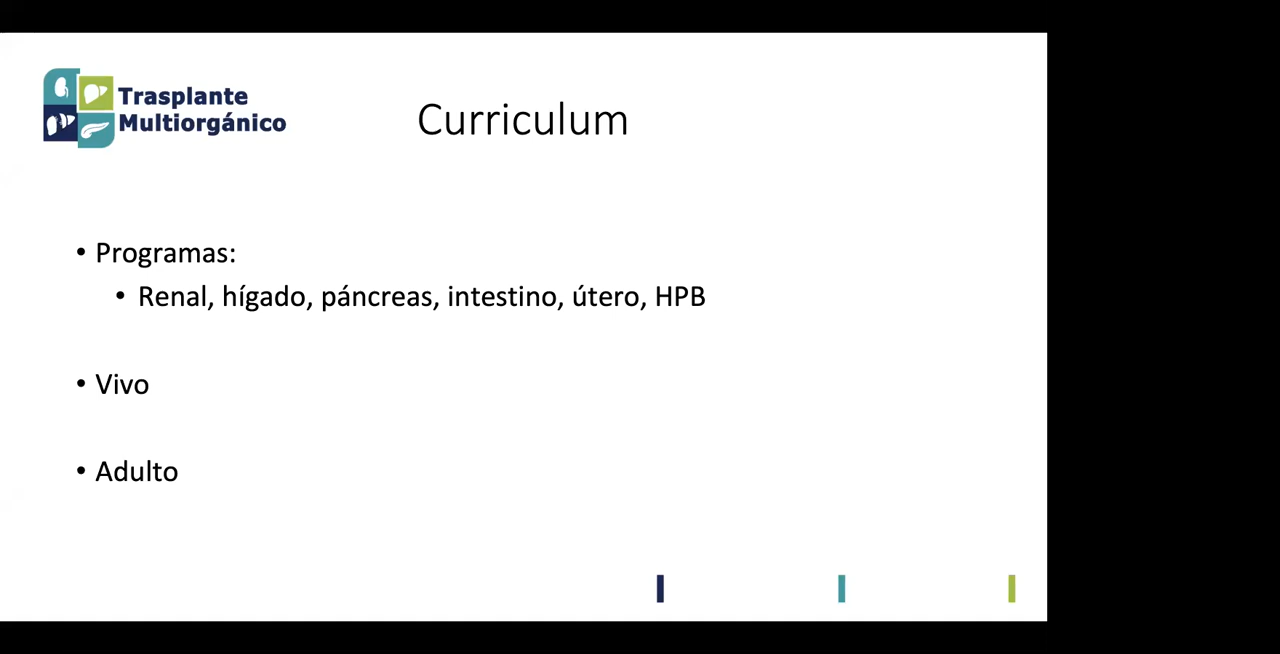 Trasplante
Multiorgánico
Curriculum
• Programas:
• Renal, hígado, páncreas, intestino, útero, HPB
• Vivo
• Adulto